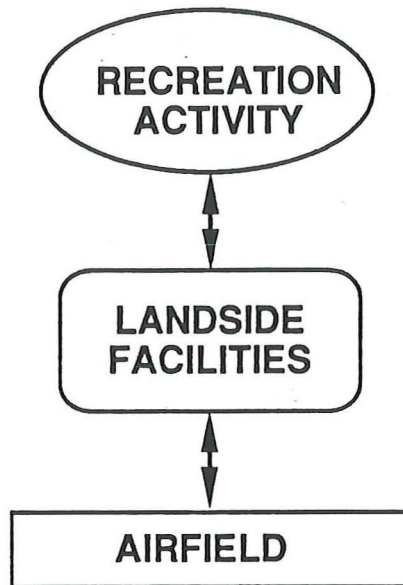 RECREATION
ACTIVITY
LANDSIDE
FACILITIES
AIRFIELD